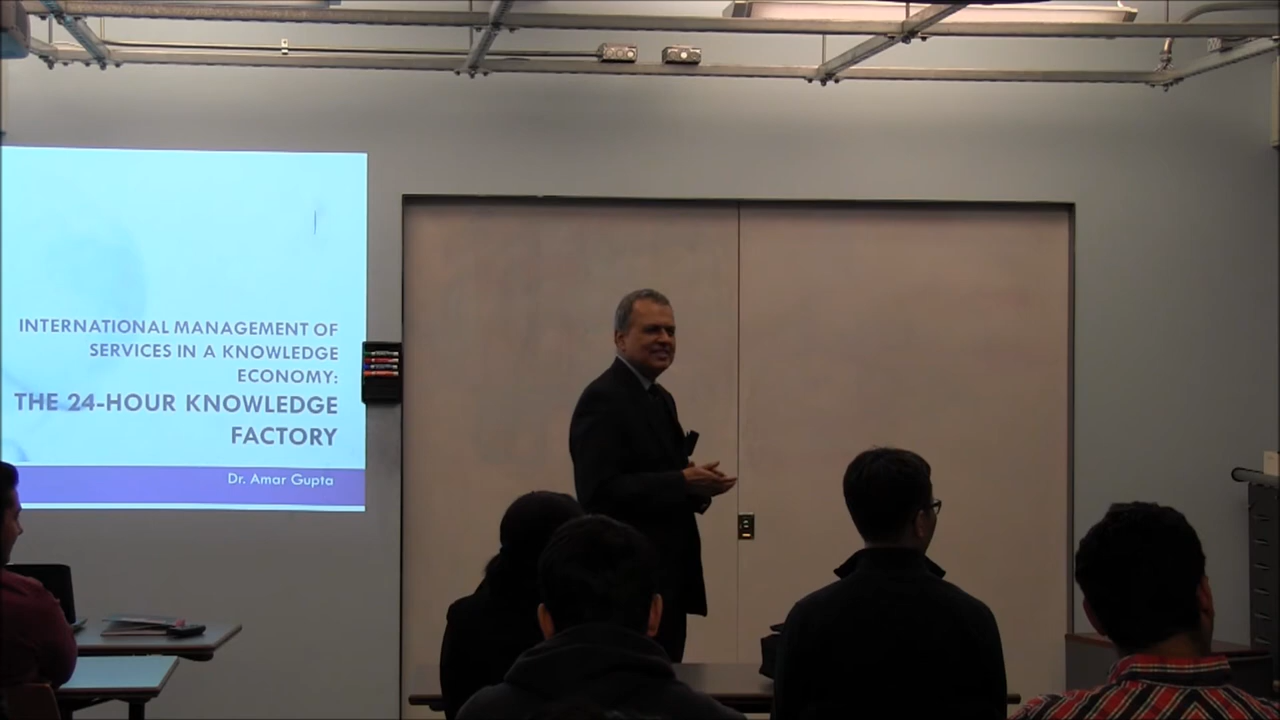 INTERNATIONAL MANAGEMENT OF
SERVICES IN A KNOWLEDGE
ECONOMY:
THE 24-HOUR KNOWLEDGE
FACTORY
Dr. Amar Gupta